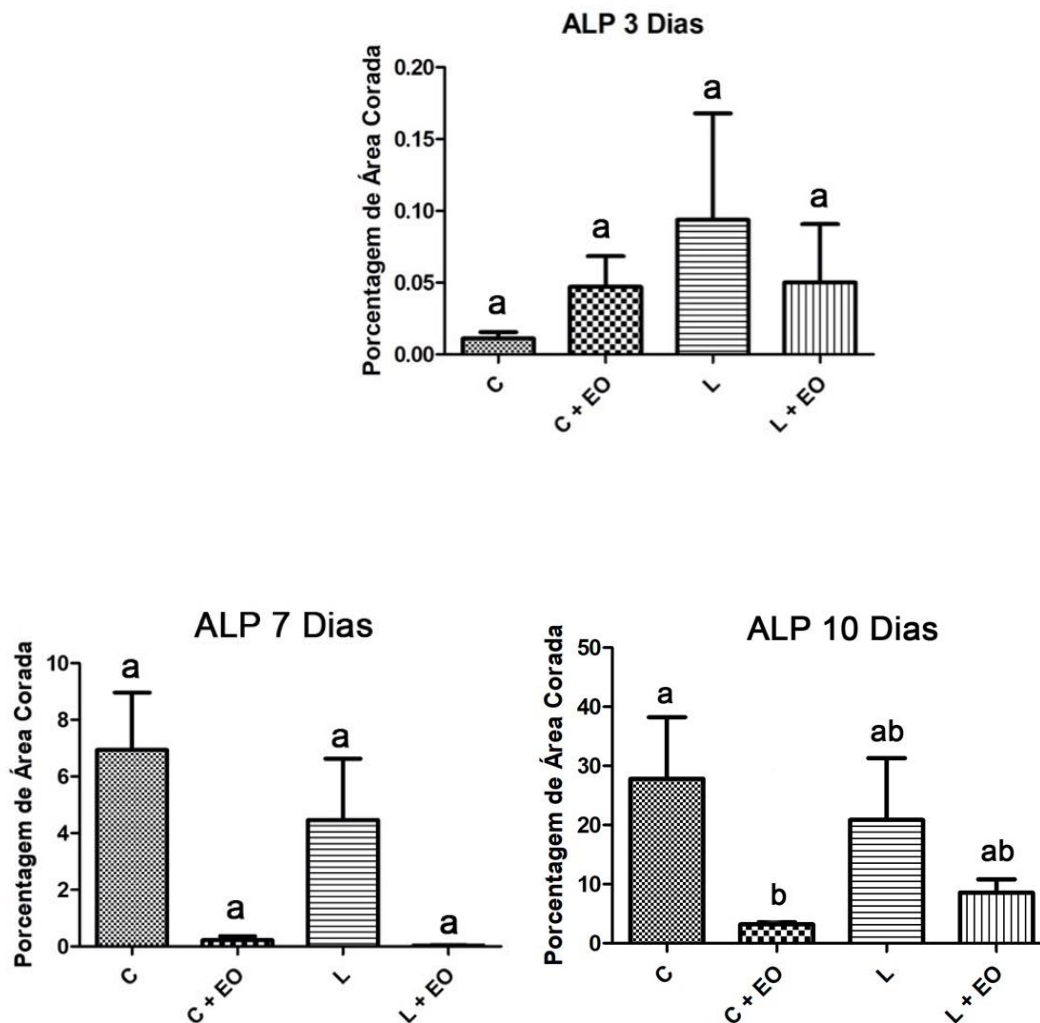 ALP 3 Dias
Porcentagem de Área Corada
0.20
0.15
0.10
0.05
0.00
a
a
a
a
C
C + EO
L
L + EO
ALP 7 Dias
Porcentagem de Área Corada
10
8
6
4
2
0
a
a
a
a
C
C + EO
L
L + EO
ALP 10 Dias
Porcentagem de Área Corada
50
40
30
20
10
0
a
b
ab
ab
C
C + EO
L
L + EO